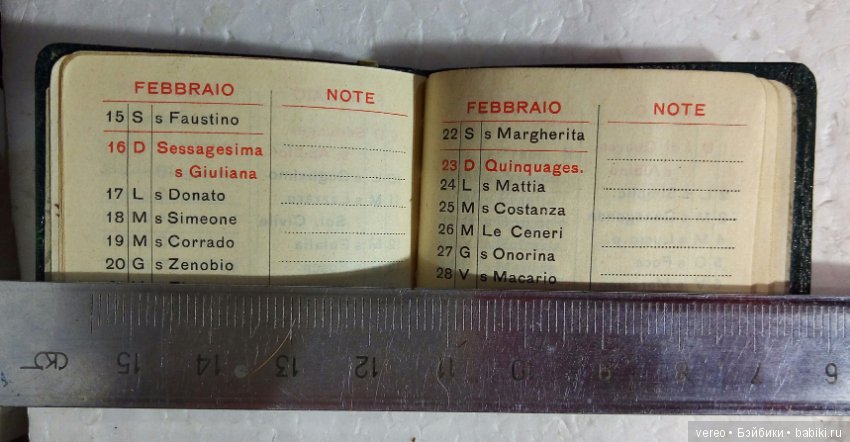 FEBBRAIO
NOTE
15 S s Faustino
16 D Sessagesima
s Giuliana
17 L s Donato
18 M s Simeone
19 M s Corrado
20 G s Zenobio
FEBBRAIO
NOTE
22 S s Margherita
23 D Quinquages.
24 L s Mattia
25 M s Costanza
26 M Le Ceneri
27 G s Onorina
28 V s Macario
15 14 13 12 11 10 9 8 7 6
vereo • Бэйбики • babiki.ru